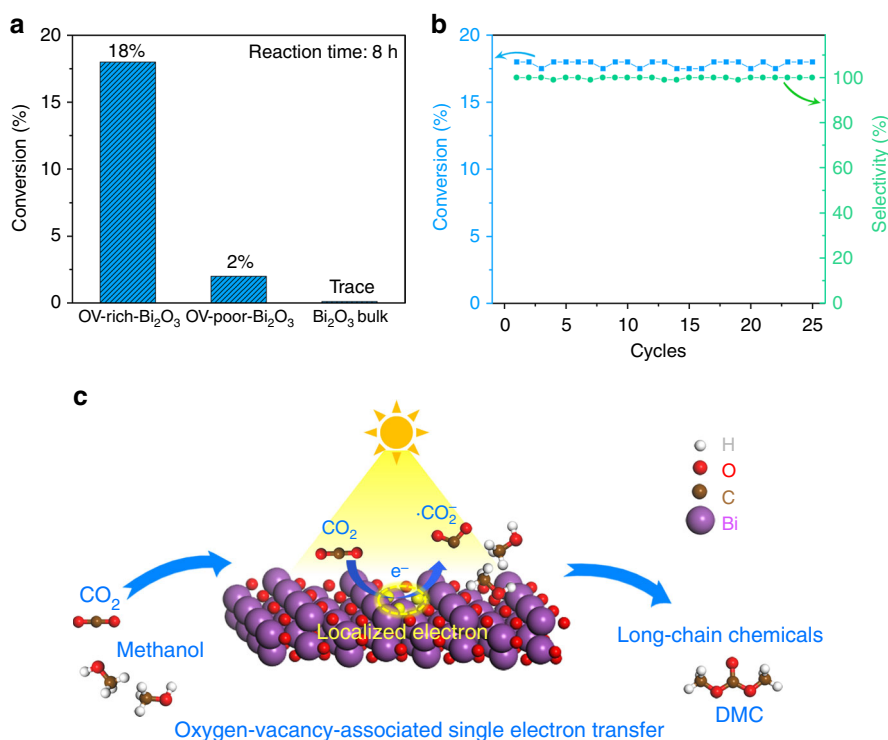 a
20
15
10
5
0
Conversion (%)
Reaction time: 8 h
18%
2%
Trace
OV-rich-Bi₂O₃
OV-poor-Bi₂O₃
Bi₂O₃ bulk
b
20
15
10
5
0
Conversion (%)
100
80
60
40
20
0
Selectivity (%)
0 5 10 15 20 25
Cycles
c
H
O
C
Bi
CO₂
·CO₂⁻
e⁻
Localized electron
CO₂
Methanol
Long-chain chemicals
DMC
Oxygen-vacancy-associated single electron transfer